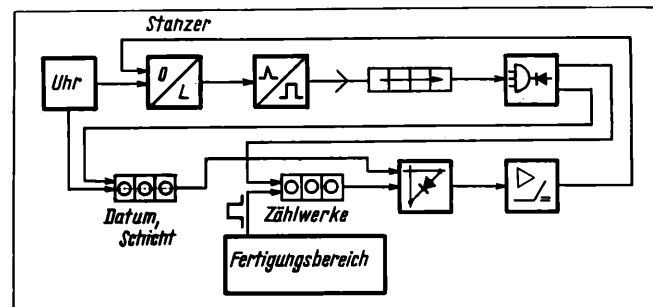 Stanzer
Uhr
0
L
Datum,
Schicht
Zählwerke
Fertigungsbereich